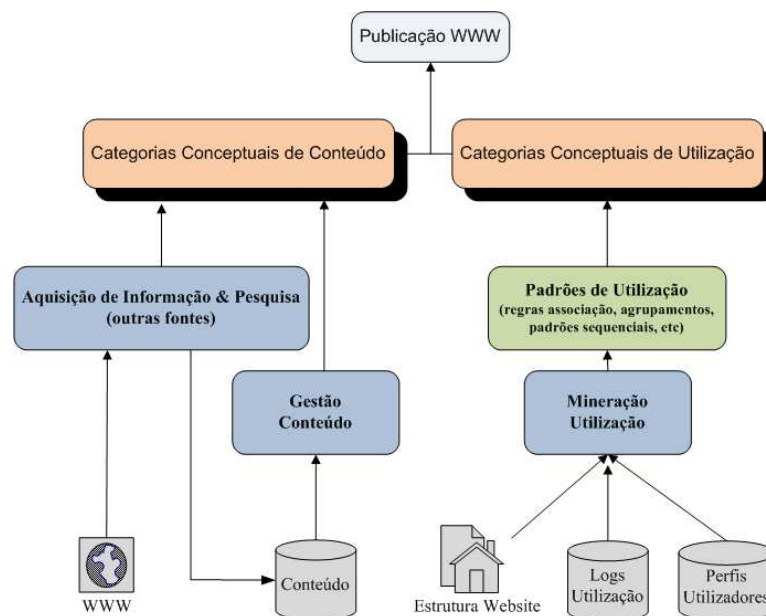 Publicação WWW
Categorias Conceptuais de Conteúdo
Categorias Conceptuais de Utilização
Aquisição de Informação & Pesquisa
(outras fontes)
Padrões de Utilização
(regras associação, agrupamentos,
padrões sequenciais, etc)
Gestão
Conteúdo
Mineração
Utilização
WWW
Conteúdo
Estrutura Website
Logs
Utilização
Perfis
Utilizadores